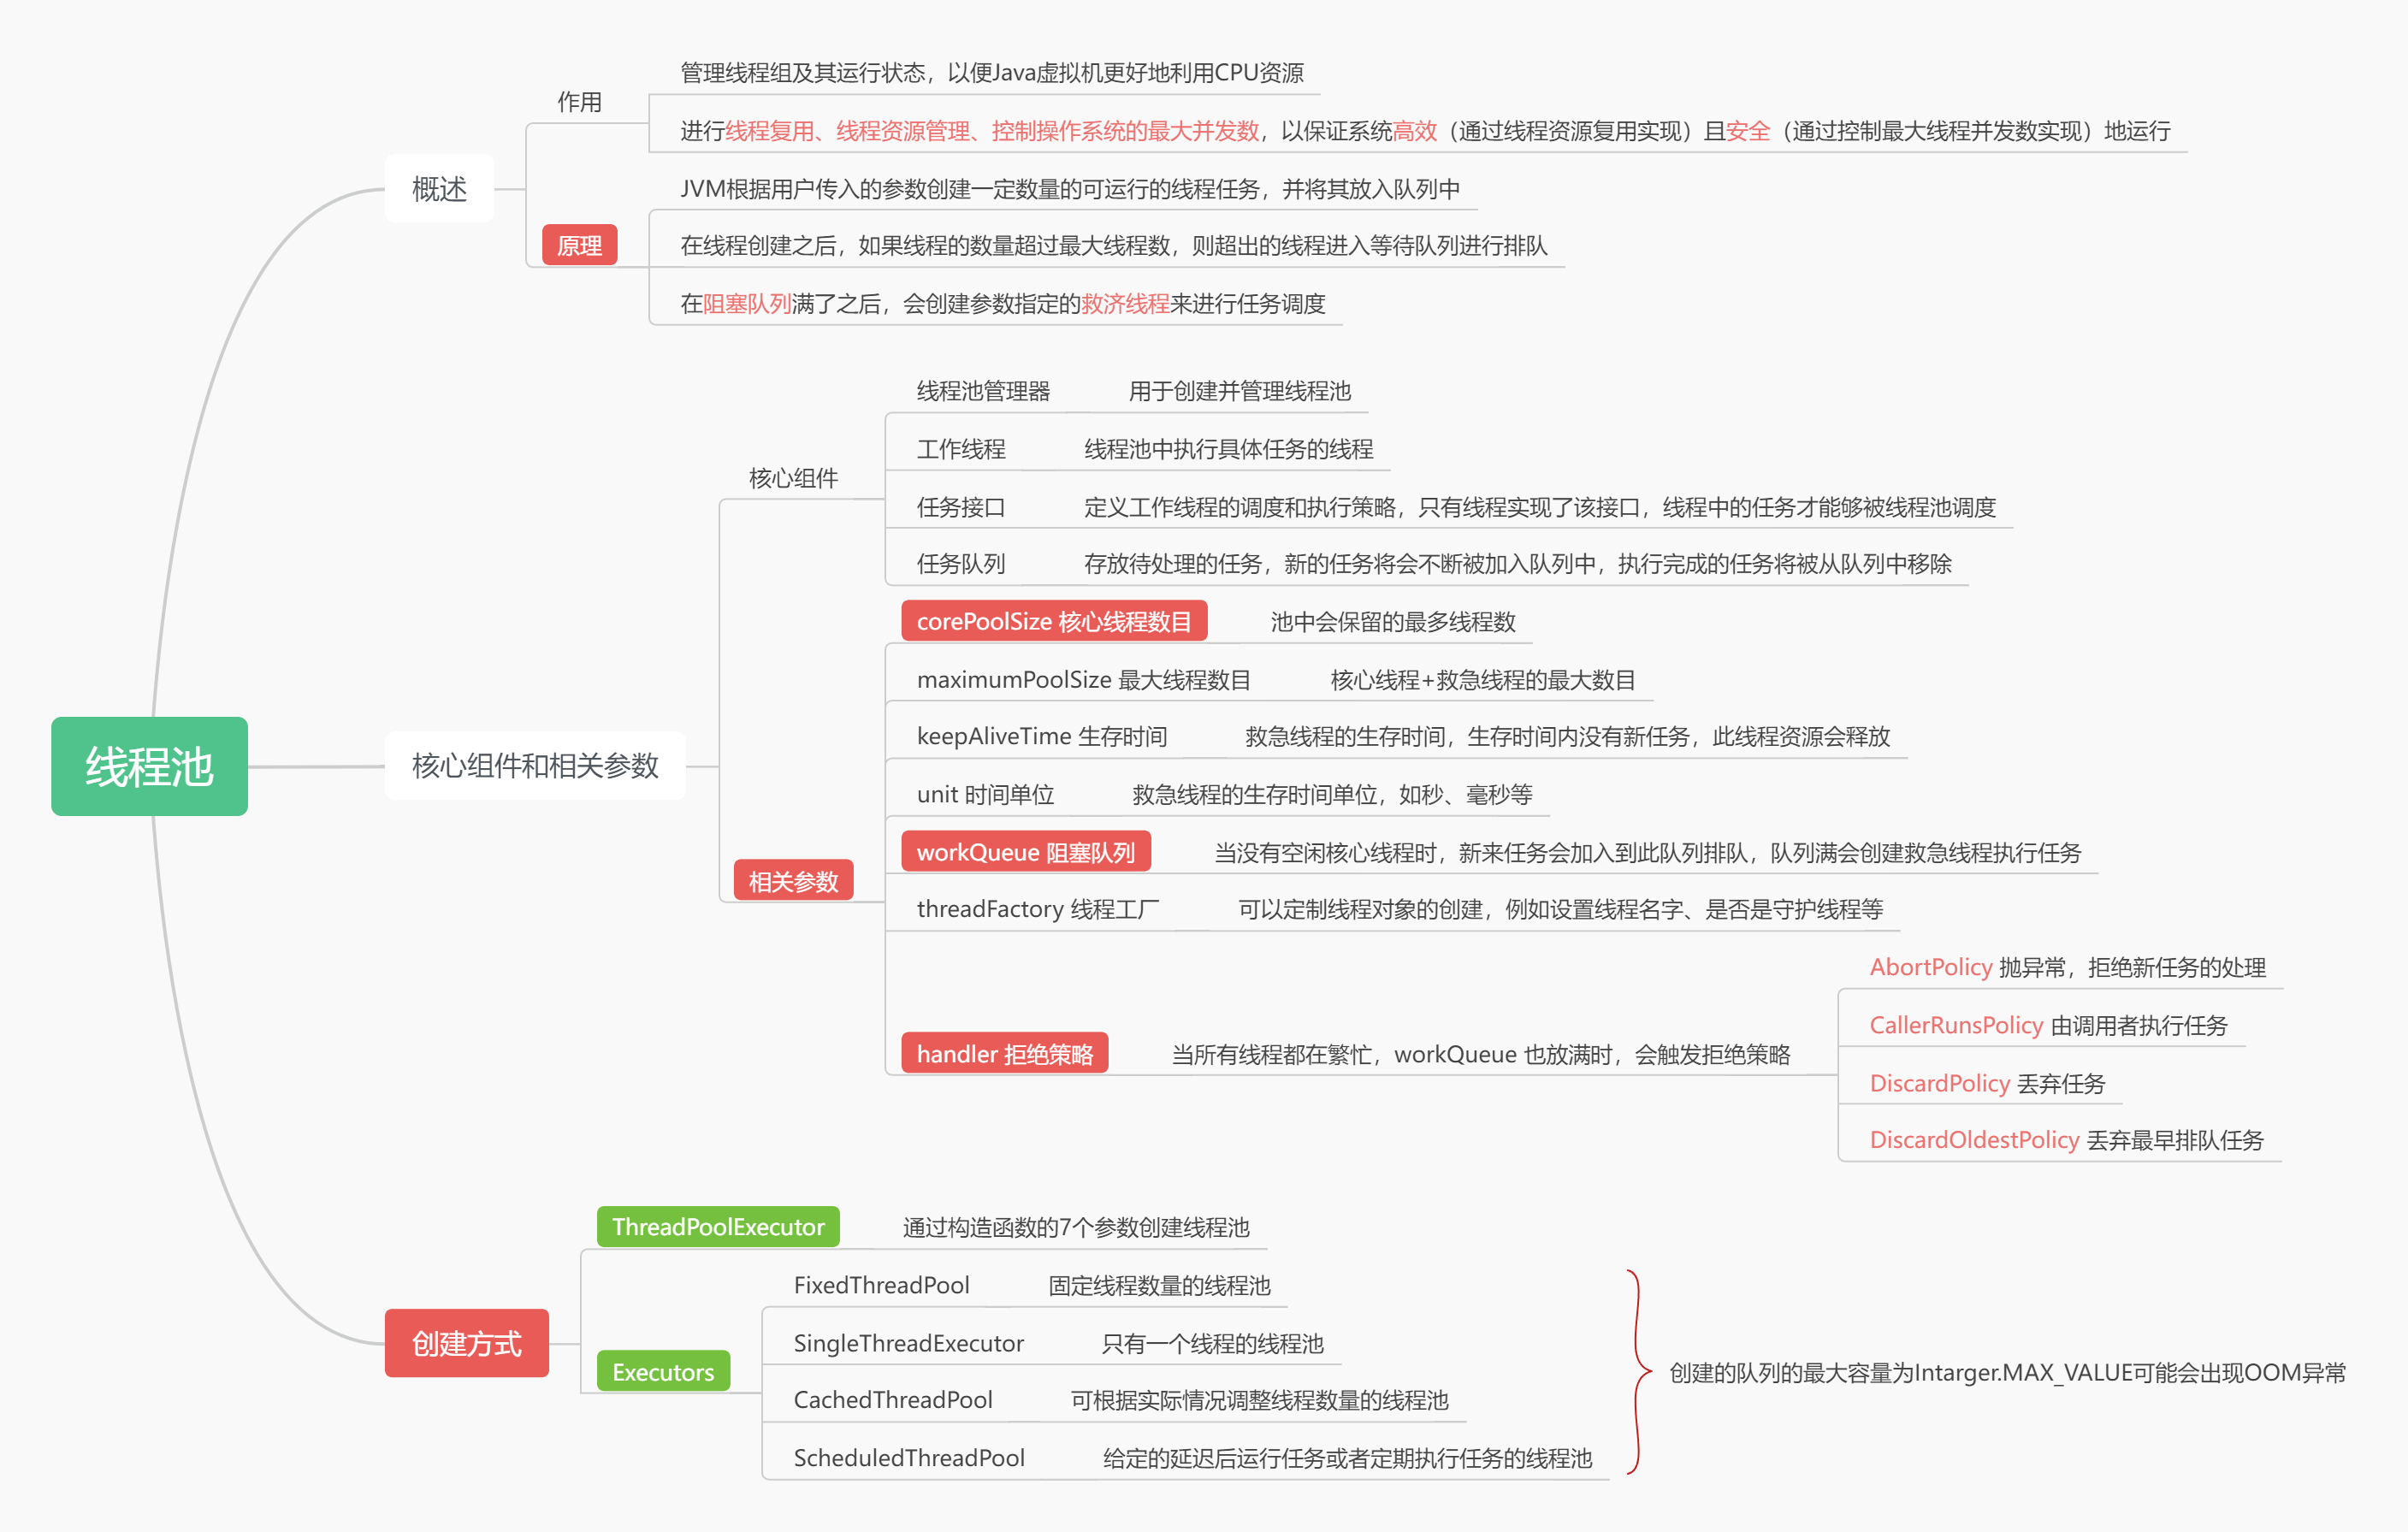 线程池
概述
作用
管理线程组及其运行状态，以便Java虚拟机更好地利用CPU资源
进行线程复用、线程资源管理、控制操作系统的最大并发数，以保证系统高效（通过线程资源复用实现）且安全（通过控制最大线程并发数实现）地运行
原理
JVM根据用户传入的参数创建一定数量的可运行的线程任务，并将其放入队列中
在线程创建之后，如果线程的数量超过最大线程数，则超出的线程进入等待队列进行排队
在阻塞队列满了之后，会创建参数指定的救济线程来进行任务调度
核心组件和相关参数
核心组件
线程池管理器 用于创建并管理线程池
工作线程 线程池中执行具体任务的线程
任务接口 定义工作线程的调度和执行策略，只有线程实现了该接口，线程中的任务才能够被线程池调度
任务队列 存放待处理的任务，新的任务将会不断被加入队列中，执行完成的任务将被从队列中移除
相关参数
corePoolSize 核心线程数目 池中会保留的最多线程数
maximumPoolSize 最大线程数目 核心线程+救急线程的最大数目
keepAliveTime 生存时间 救急线程的生存时间，生存时间内没有新任务，此线程资源会释放
unit 时间单位 救急线程的生存时间单位，如秒、毫秒等
workQueue 阻塞队列 当没有空闲核心线程时，新来任务会加入到此队列排队，队列满会创建救急线程执行任务
threadFactory 线程工厂 可以定制线程对象的创建，例如设置线程名字、是否是守护线程等
handler 拒绝策略 当所有线程都在繁忙，workQueue 也放满时，会触发拒绝策略
AbortPolicy 抛异常，拒绝新任务的处理
CallerRunsPolicy 由调用者执行任务
DiscardPolicy 丢弃任务
DiscardOldestPolicy 丢弃最早排队任务
创建方式
ThreadPoolExecutor 通过构造函数的7个参数创建线程池
Executors
FixedThreadPool 固定线程数量的线程池
SingleThreadExecutor 只有一个线程的线程池
CachedThreadPool 可根据实际情况调整线程数量的线程池
ScheduledThreadPool 给定的延迟后运行任务或者定期执行任务的线程池
创建的队列的最大容量为Intarger.MAX_VALUE可能会出现OOM异常